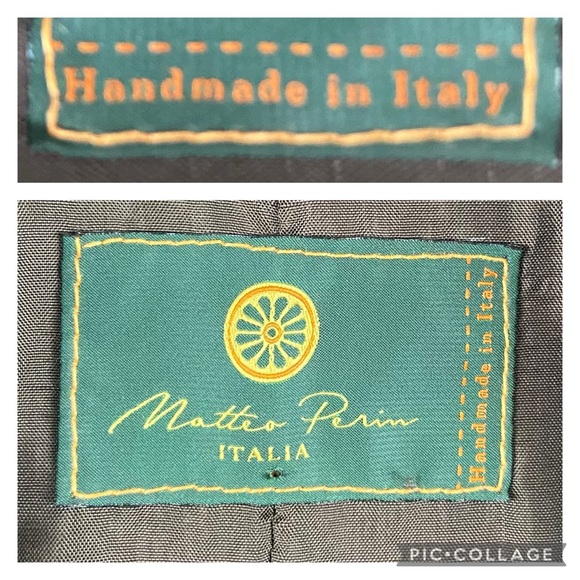 Handmade in Italy
Matteo Perin
ITALIA
Handmade in Italy
PIC•COLLAGE